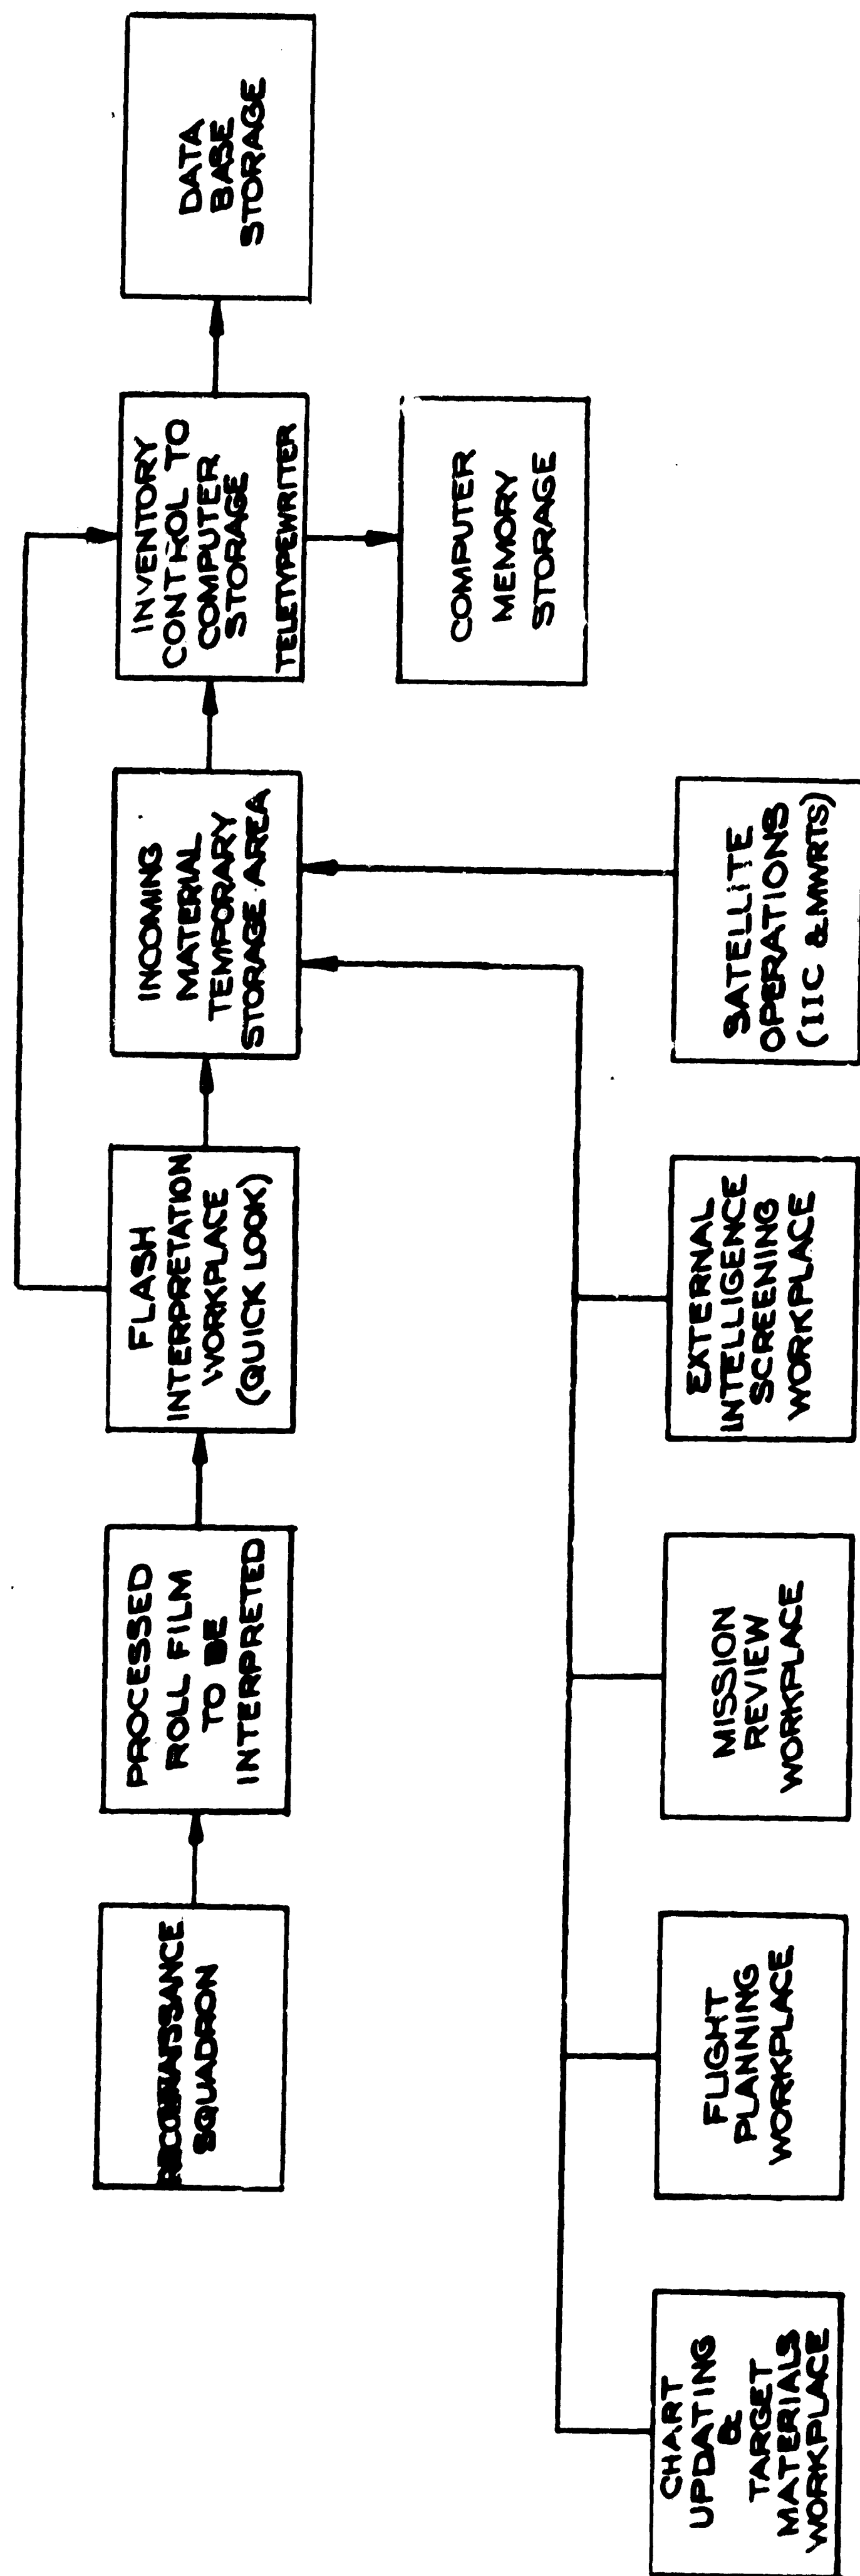 RECONNAISSANCE
SQUADRON
PROCESSED
ROLL FILM
TO BE
INTERPRETED
FLASH
INTERPRETATION
WORKPLACE
(QUICK LOOK)
INCOMING
MATERIAL
TEMPORARY
STORAGE AREA
INVENTORY
CONTROL TO
COMPUTER
STORAGE
TELETYPEWRITER
DATA
BASE
STORAGE
COMPUTER
MEMORY
STORAGE
CHART
UPDATING
&
TARGET
MATERIALS
WORKPLACE
FLIGHT
PLANNING
WORKPLACE
MISSION
REVIEW
WORKPLACE
EXTERNAL
INTELLIGENCE
SCREENING
WORKPLACE
SATELLITE
OPERATIONS
(IIC & MWRTS)